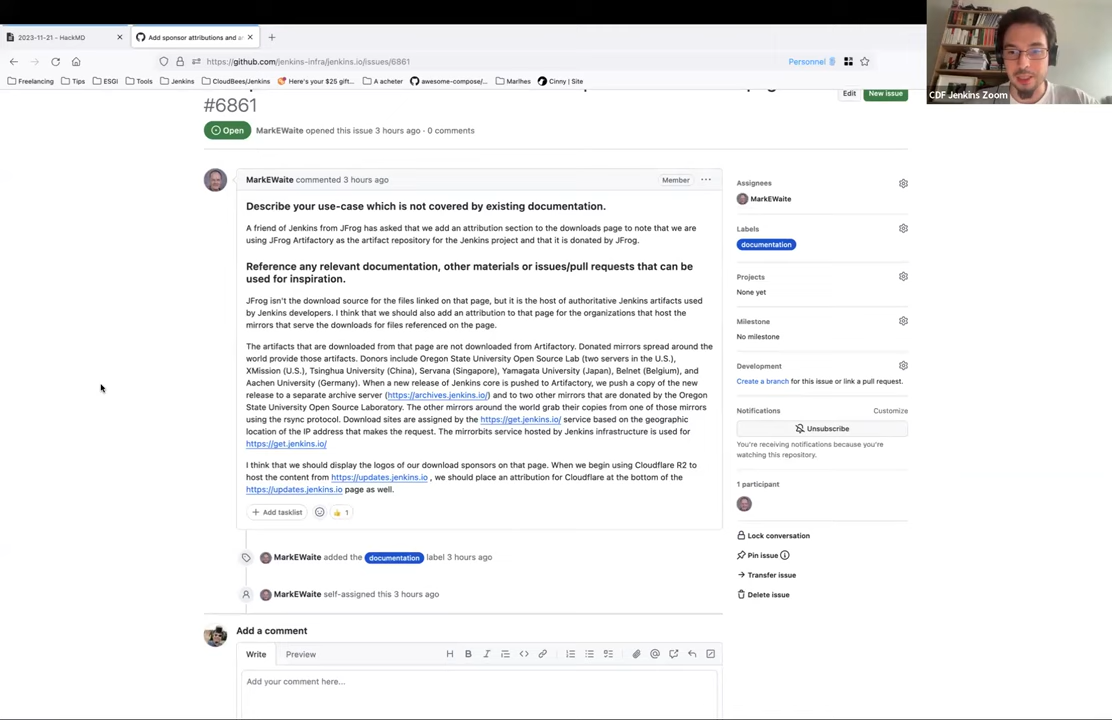 2023-11-21 - HackMD
Add sponsor attributions and a
https://github.com/jenkins-infra/jenkins.io/issues/6861
Personnel
Freelancing
Tips
ESGI
Tools
Jenkins
CloudBees/Jenkins
Here's your $25 gift...
A acheter
awesome-compose/...
Marlhes
Cinny | Site
CDF Jenkins Zoom
#6861
Edit
New issue
Open
MarkEWaite opened this issue 3 hours ago · 0 comments
MarkEWaite commented 3 hours ago
Member
Describe your use-case which is not covered by existing documentation.
A friend of Jenkins from JFrog has asked that we add an attribution section to the downloads page to note that we are
using JFrog Artifactory as the artifact repository for the Jenkins project and that it is donated by JFrog.
Reference any relevant documentation, other materials or issues/pull requests that can be
used for inspiration.
JFrog isn't the download source for the files linked on that page, but it is the host of authoritative Jenkins artifacts used
by Jenkins developers. I think that we should also add an attribution to that page for the organizations that host the
mirrors that serve the downloads for files referenced on the page.
The artifacts that are downloaded from that page are not downloaded from Artifactory. Donated mirrors spread around the
world provide those artifacts. Donors include Oregon State University Open Source Lab (two servers in the U.S.),
XMission (U.S.), Tsinghua University (China), Servana (Singapore), Yamagata University (Japan), Belnet (Belgium), and
Aachen University (Germany). When a new release of Jenkins core is pushed to Artifactory, we push a copy of the new
release to a separate archive server (https://archives.jenkins.io/) and to two other mirrors that are donated by the Oregon
State University Open Source Laboratory. The other mirrors around the world grab their copies from one of those mirrors
using the rsync protocol. Download sites are assigned by the https://get.jenkins.io/ service based on the geographic
location of the IP address that makes the request. The mirrorbits service hosted by Jenkins infrastructure is used for
https://get.jenkins.io/
I think that we should display the logos of our download sponsors on that page. When we begin using Cloudflare R2 to
host the content from https://updates.jenkins.io , we should place an attribution for Cloudflare at the bottom of the
https://updates.jenkins.io page as well.
Add tasklist
1
MarkEWaite added the documentation label 3 hours ago
MarkEWaite self-assigned this 3 hours ago
Add a comment
Write
Preview
Add your comment here...
Assignees
MarkEWaite
Labels
documentation
Projects
None yet
Milestone
No milestone
Development
Create a branch for this issue or link a pull request.
Notifications
Customize
Unsubscribe
You're receiving notifications because you're
watching this repository.
1 participant
Lock conversation
Pin issue
Transfer issue
Delete issue